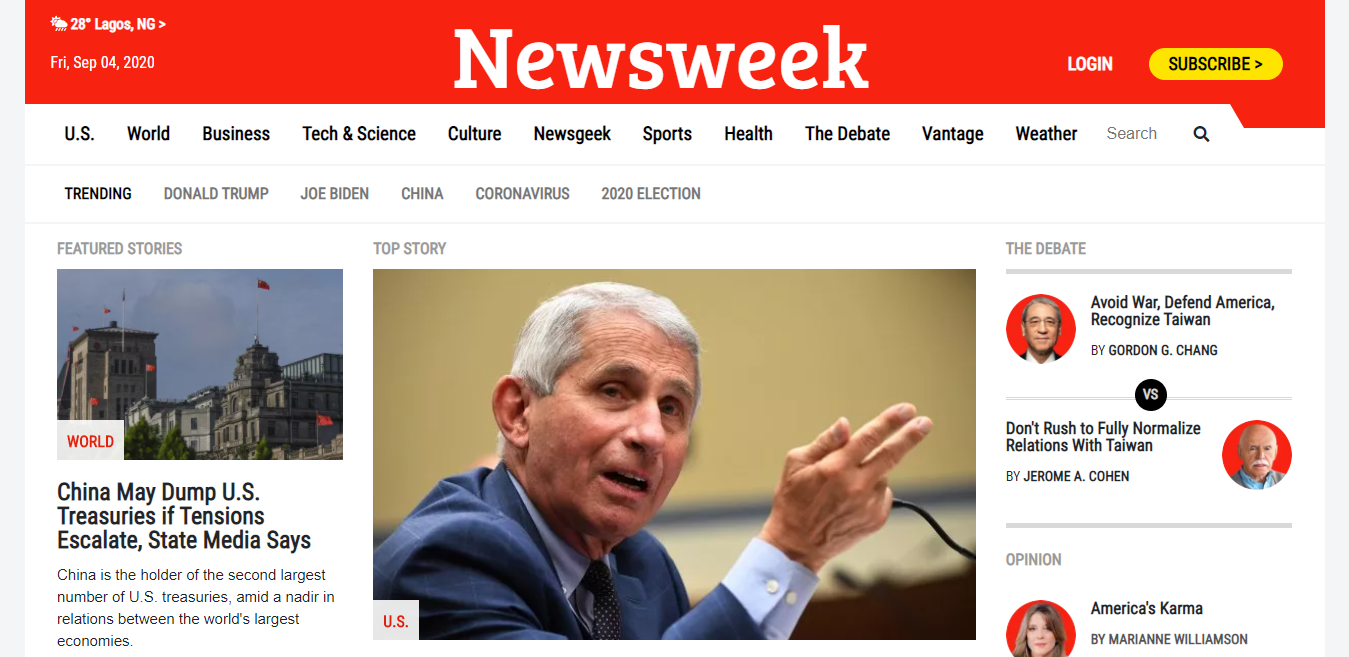 28° Lagos, NG >
Fri, Sep 04, 2020
Newsweek
LOGIN
SUBSCRIBE >
U.S. World Business Tech & Science Culture Newsgeek Sports Health The Debate Vantage Weather Search
TRENDING DONALD TRUMP JOE BIDEN CHINA CORONAVIRUS 2020 ELECTION
FEATURED STORIES
WORLD
China May Dump U.S.
Treasuries if Tensions
Escalate, State Media Says
China is the holder of the second largest
number of U.S. treasuries, amid a nadir in
relations between the world's largest
economies.
TOP STORY
U.S.
THE DEBATE
Avoid War, Defend America,
Recognize Taiwan
BY GORDON G. CHANG
VS
Don't Rush to Fully Normalize
Relations With Taiwan
BY JEROME A. COHEN
OPINION
America's Karma
BY MARIANNE WILLIAMSON